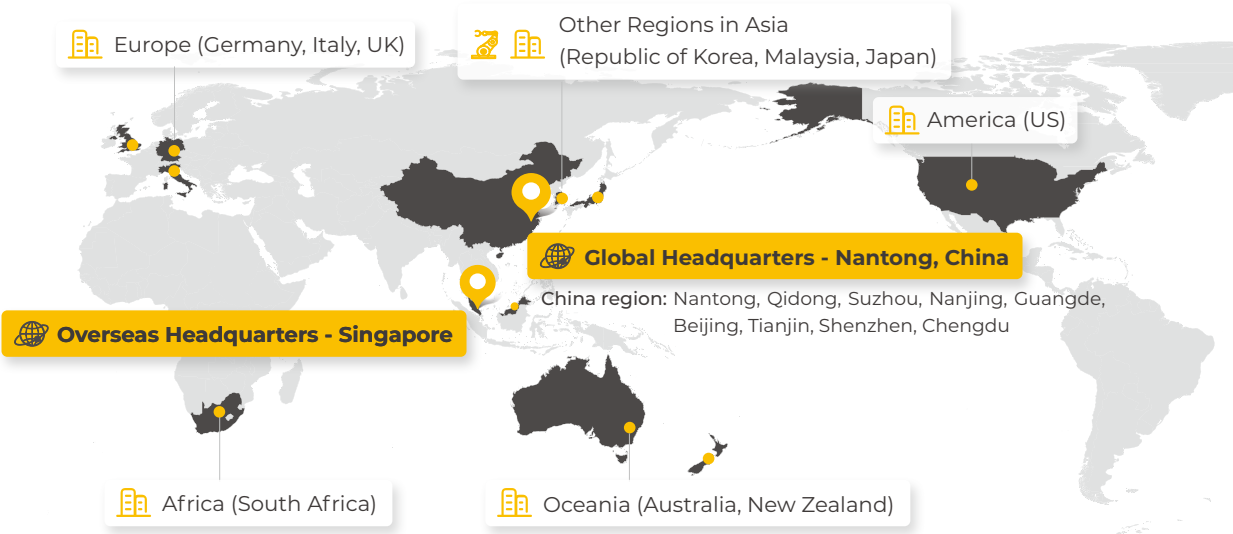 Europe (Germany, Italy, UK)
Other Regions in Asia
(Republic of Korea, Malaysia, Japan)
America (US)
Global Headquarters - Nantong, China
China region: Nantong, Qidong, Suzhou, Nanjing, Guangde,
Beijing, Tianjin, Shenzhen, Chengdu
Overseas Headquarters - Singapore
Africa (South Africa)
Oceania (Australia, New Zealand)